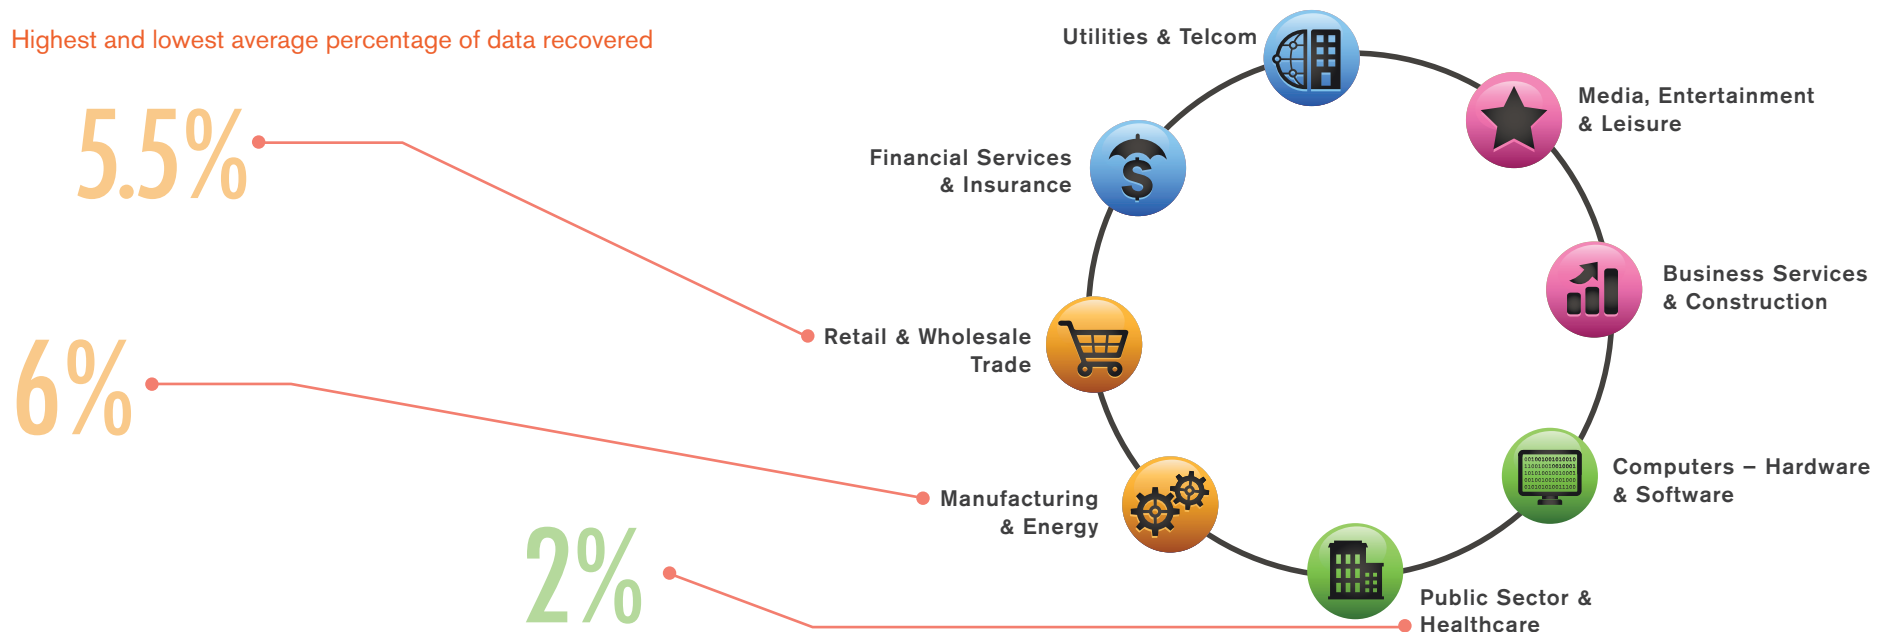 Highest and lowest average percentage of data recovered
5.5%
6%
2%
Utilities & Telcom
Media, Entertainment
& Leisure
Financial Services
& Insurance
Business Services
& Construction
Retail & Wholesale
Trade
Computers – Hardware
& Software
Manufacturing
& Energy
Public Sector &
Healthcare